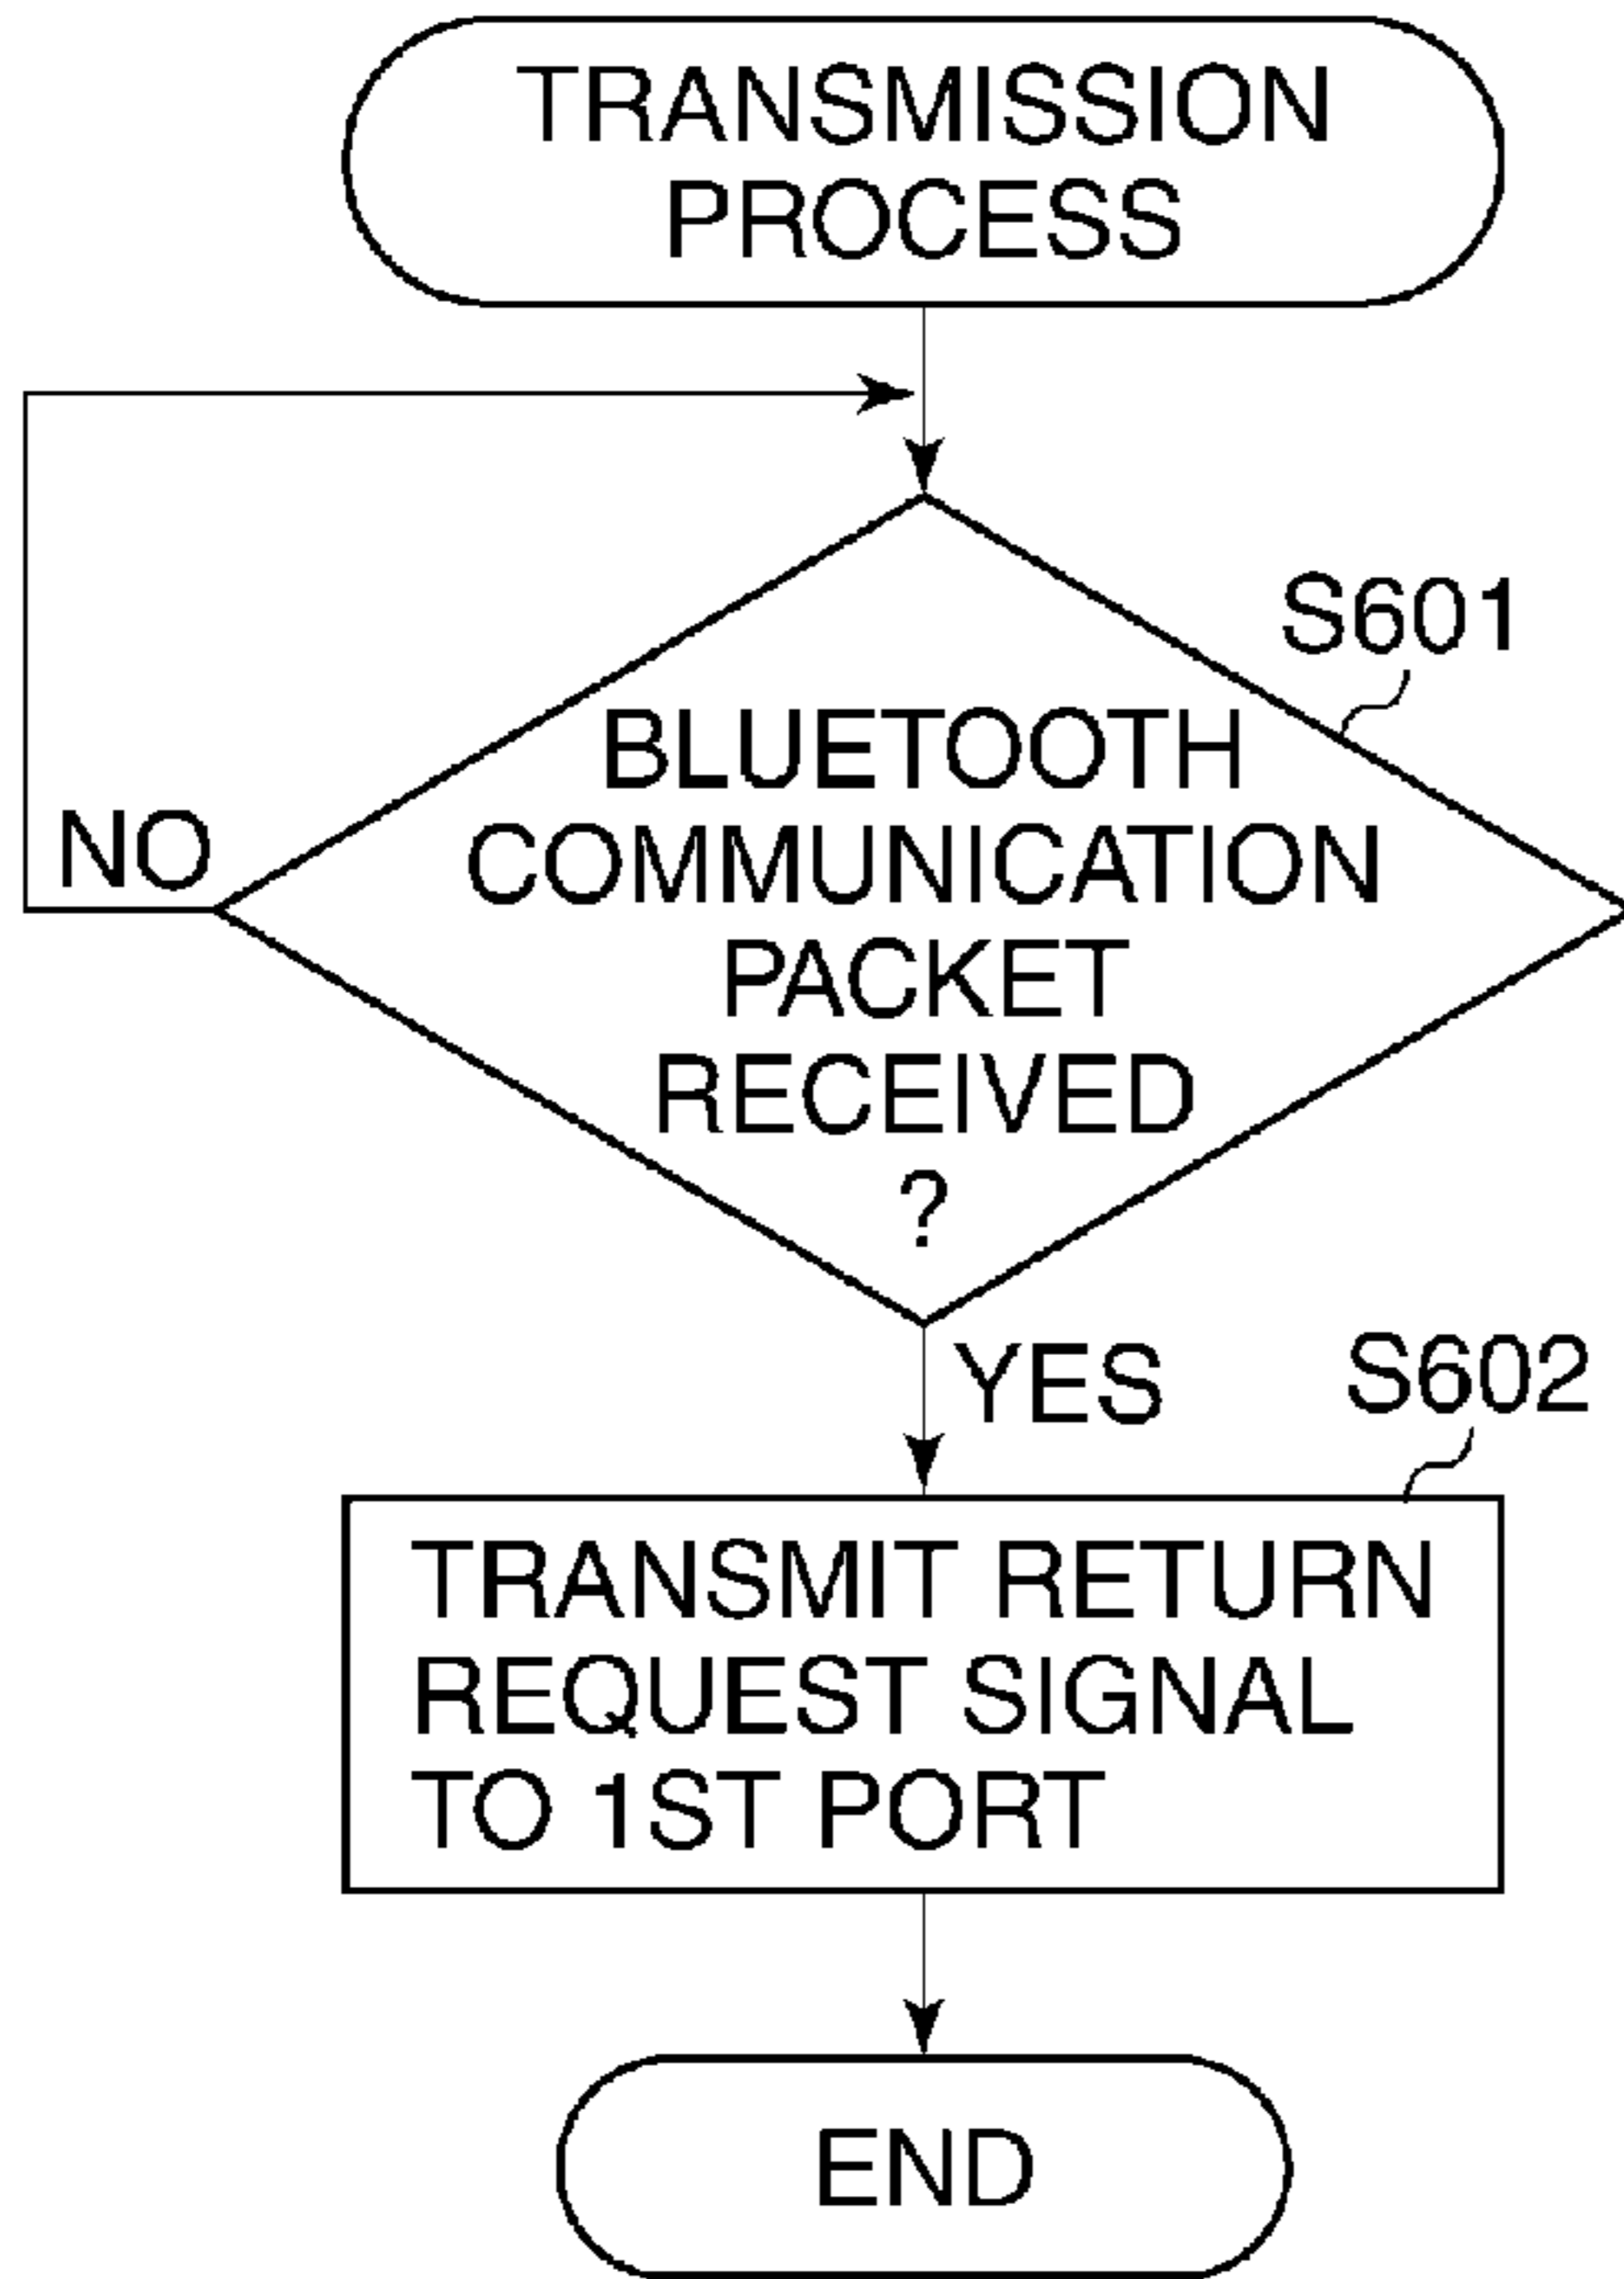 TRANSMISSION
PROCESS
S601
BLUETOOTH
COMMUNICATION
PACKET
RECEIVED
?
NO
YES
S602
TRANSMIT RETURN
REQUEST SIGNAL
TO 1ST PORT
END